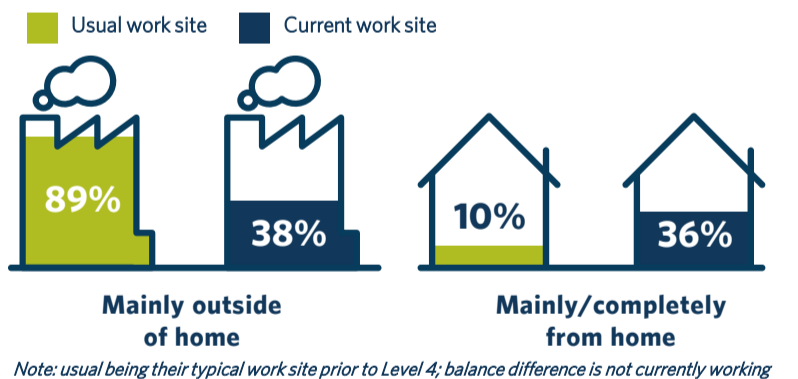 Usual work site
Current work site
89%
38%
10%
36%
Mainly outside
of home
Mainly/completely
from home
Note: usual being their typical work site prior to Level 4; balance difference is not currently working